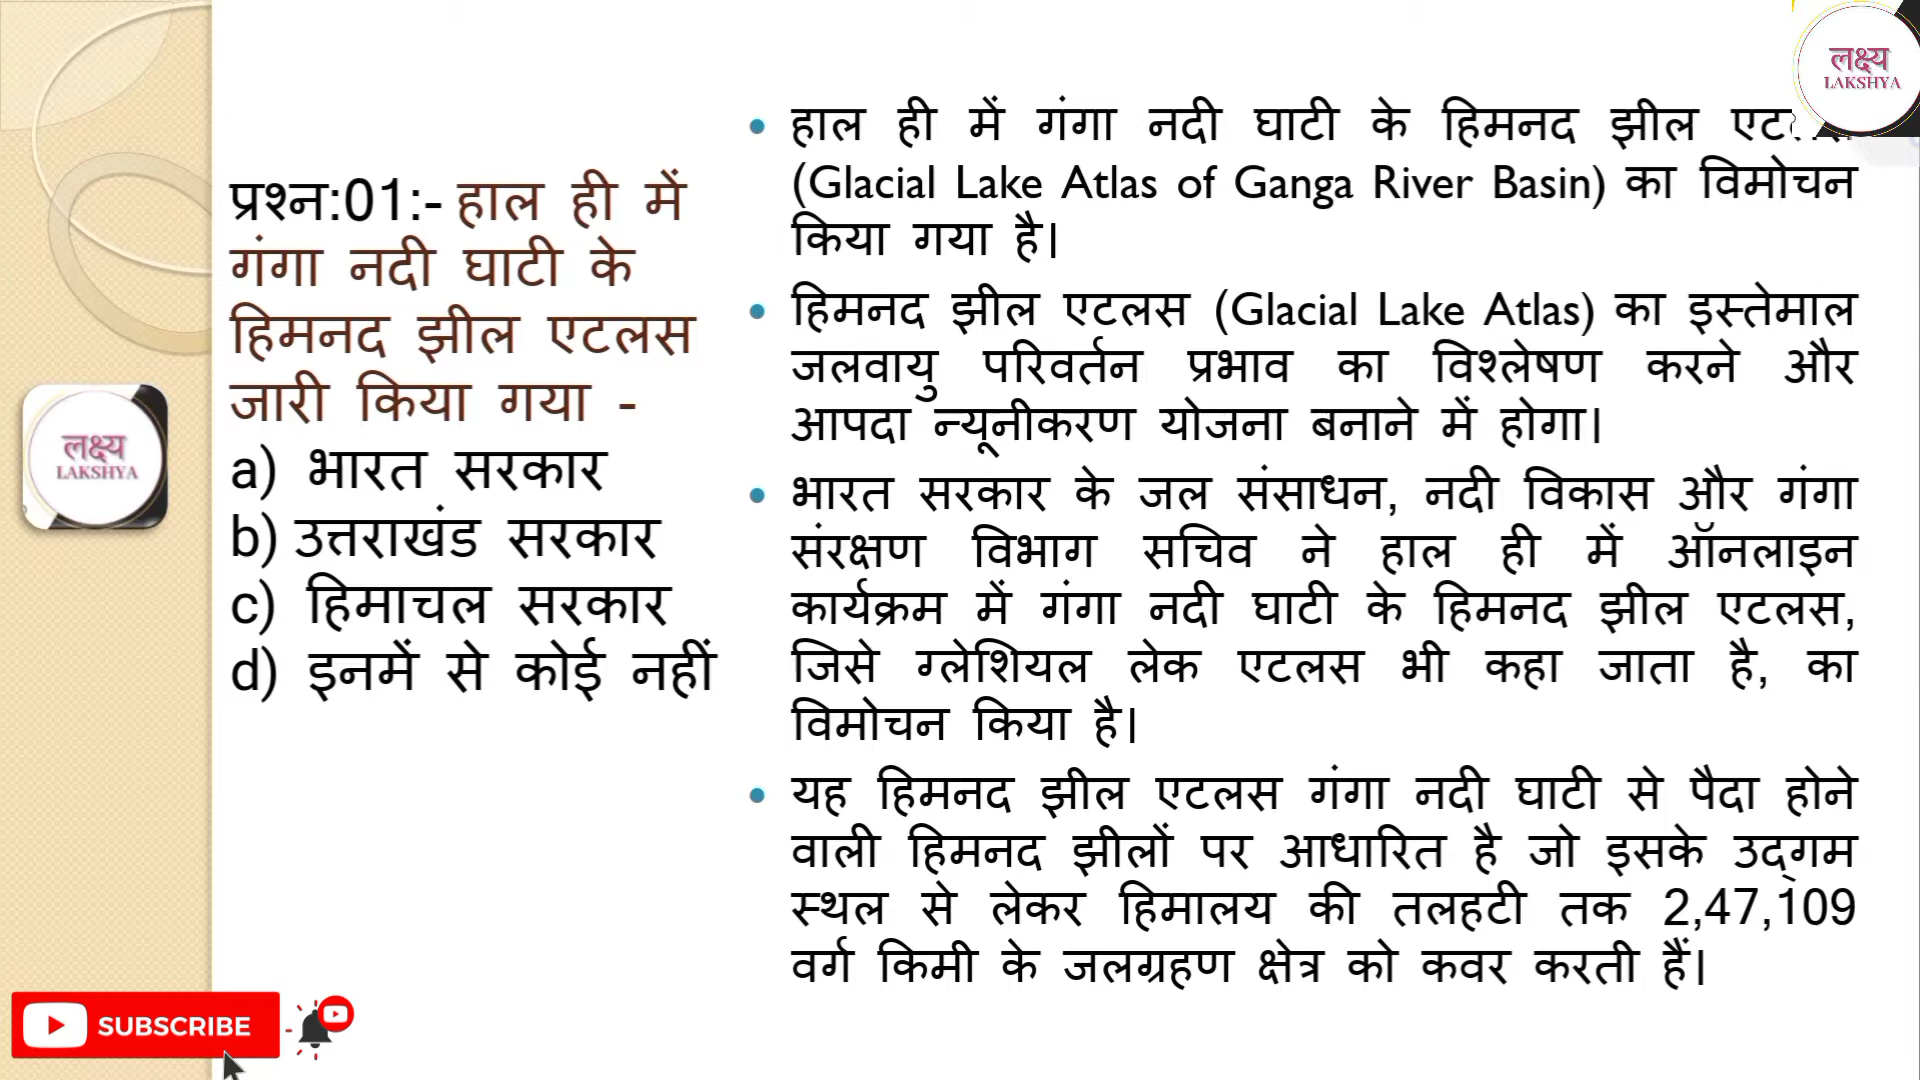 प्रश्न:01:- हाल ही में
गंगा नदी घाटी के
हिमनद झील एटलस
जारी किया गया -
a) भारत सरकार
b) उत्तराखंड सरकार
c) हिमाचल सरकार
d) इनमें से कोई नहीं
हाल ही में गंगा नदी घाटी के हिमनद झील
(Glacial Lake Atlas of Ganga River Basin) का विमोचन
किया गया है।
हिमनद झील एटलस (Glacial Lake Atlas) का इस्तेमाल
जलवायु परिवर्तन प्रभाव का विश्लेषण करने और
आपदा न्यूनीकरण योजना बनाने में होगा।
भारत सरकार के जल संसाधन, नदी विकास और गंगा
संरक्षण विभाग सचिव ने हाल ही में ऑनलाइन
कार्यक्रम में गंगा नदी घाटी के हिमनद झील एटलस,
जिसे ग्लेशियल लेक एटलस भी कहा जाता है, का
विमोचन किया है।
यह हिमनद झील एटलस गंगा नदी घाटी से पैदा होने
वाली हिमनद झीलों पर आधारित है जो इसके उद्गम
स्थल से लेकर हिमालय की तलहटी तक 2,47,109
वर्ग किमी के जलग्रहण क्षेत्र को कवर करती हैं।
लक्ष्य
LAKSHYA
लक्ष्य
LAKSHYA
SUBSCRIBE